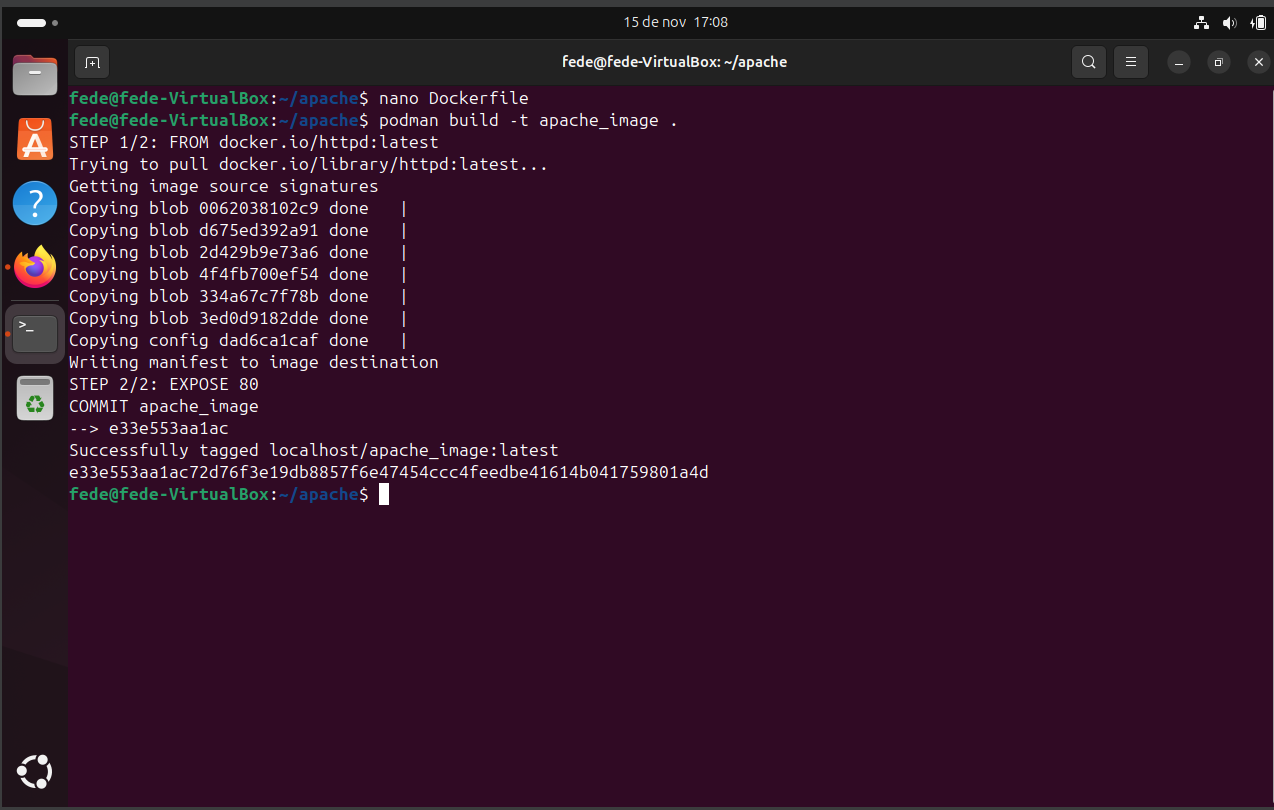 15 de nov 17:08
fede@fede-VirtualBox: ~/apache
fede@fede-VirtualBox:~/apache$ nano Dockerfile
fede@fede-VirtualBox:~/apache$ podman build -t apache_image .
STEP 1/2: FROM docker.io/httpd:latest
Trying to pull docker.io/library/httpd:latest...
Getting image source signatures
Copying blob 0062038102c9 done   |
Copying blob d675ed392a91 done   |
Copying blob 2d429b9e73a6 done   |
Copying blob 4f4fb700ef54 done   |
Copying blob 334a67c7f78b done   |
Copying blob 3ed0d9182dde done   |
Copying config dad6ca1caf done   |
Writing manifest to image destination
STEP 2/2: EXPOSE 80
COMMIT apache_image
--> e33e553aa1ac
Successfully tagged localhost/apache_image:latest
e33e553aa1ac72d76f3e19db8857f6e47454ccc4feedbe41614b041759801a4d
fede@fede-VirtualBox:~/apache$